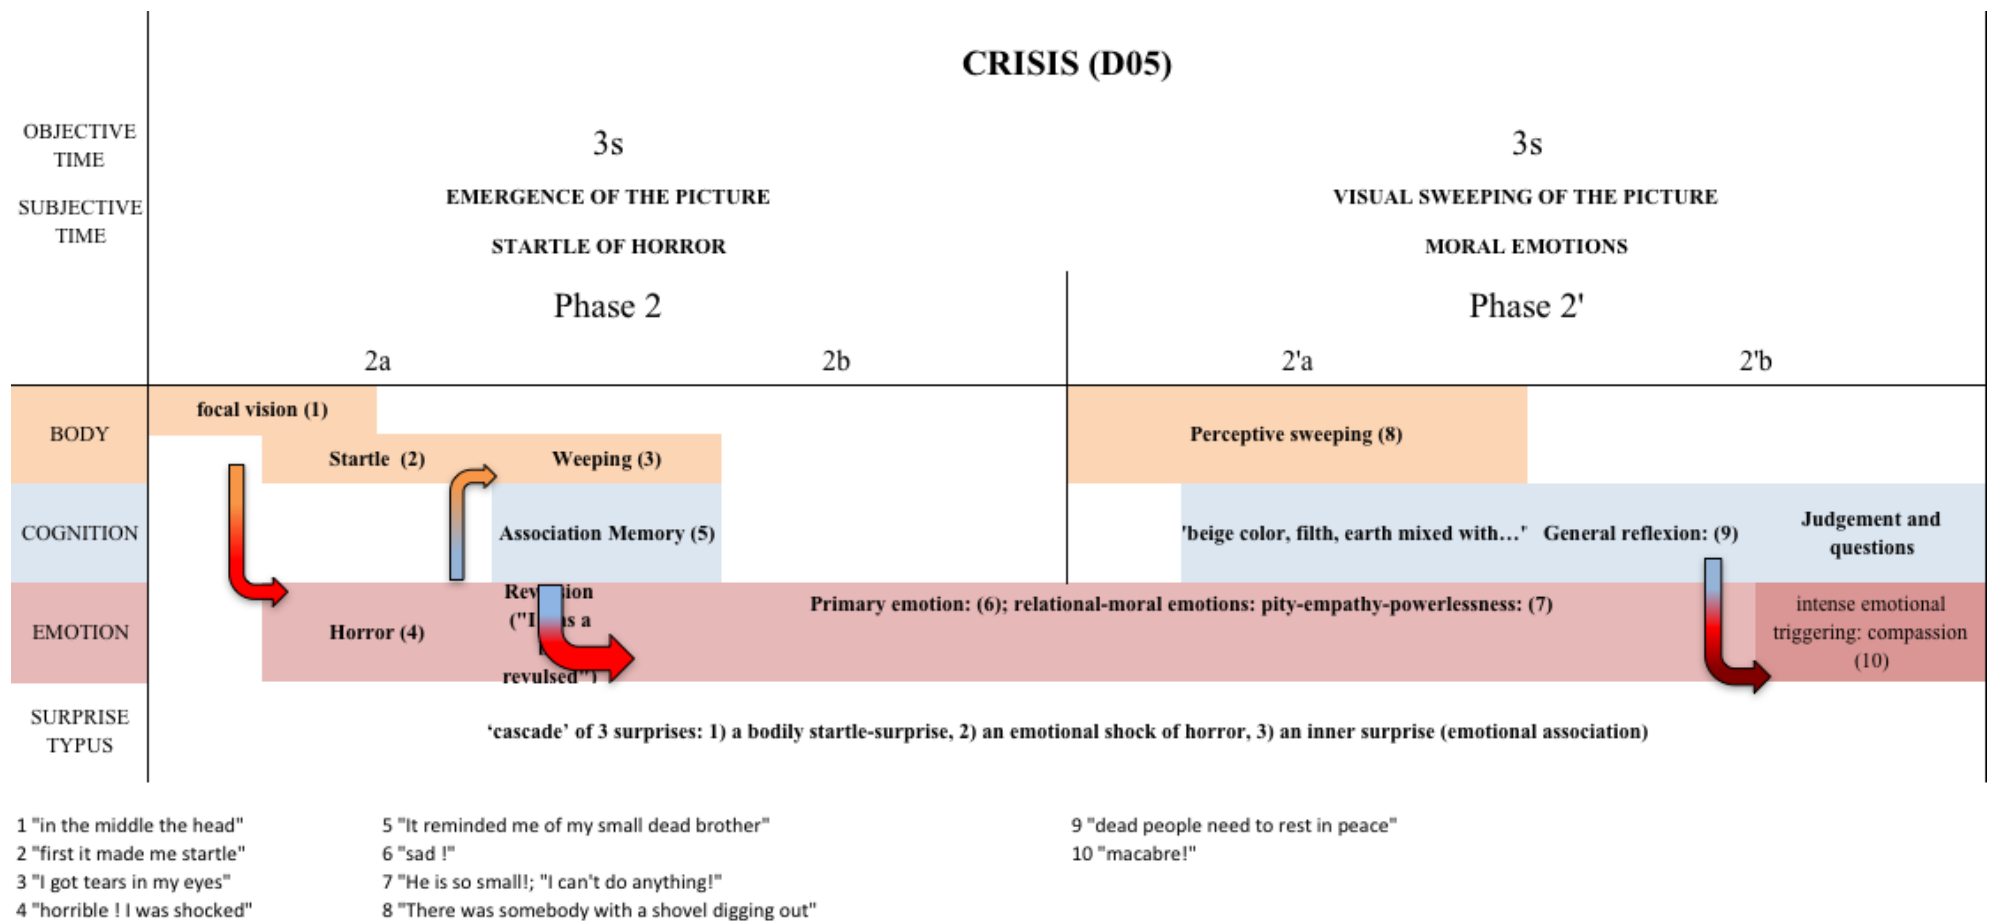 CRISIS (D05)
OBJECTIVE
TIME
3s
3s
SUBJECTIVE
TIME
EMERGENCE OF THE PICTURE
VISUAL SWEEPING OF THE PICTURE
STARTLE OF HORROR
MORAL EMOTIONS
Phase 2
Phase 2'
2a
2b
2'a
2'b
BODY
focal vision (1)
Startle (2)
Weeping (3)
Perceptive sweeping (8)
COGNITION
Association Memory (5)
'beige color, filth, earth mixed with…'
General reflexion: (9)
Judgement and
questions
EMOTION
Horror (4)
("I
as a
revulsed")
Primary emotion: (6); relational-moral emotions: pity-empathy-powerlessness: (7)
intense emotional
triggering: compassion
(10)
SURPRISE
TYPUS
‘cascade’ of 3 surprises: 1) a bodily startle-surprise, 2) an emotional shock of horror, 3) an inner surprise (emotional association)
1 "in the middle the head"
2 "first it made me startle"
3 "I got tears in my eyes"
4 "horrible ! I was shocked"
5 "It reminded me of my small dead brother"
6 "sad !"
7 "He is so small!; "I can't do anything!"
8 "There was somebody with a shovel digging out"
9 "dead people need to rest in peace"
10 "macabre!"